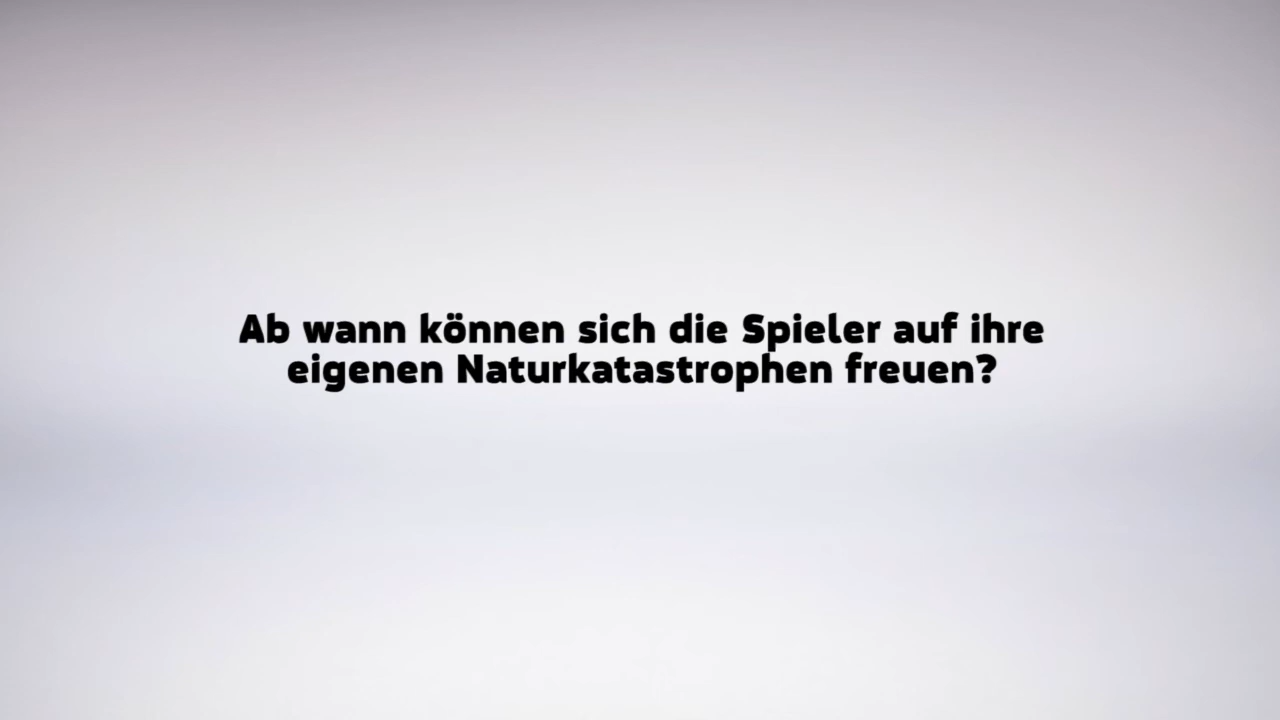 Ab wann können sich die Spieler auf ihre
eigenen Naturkatastrophen freuen?